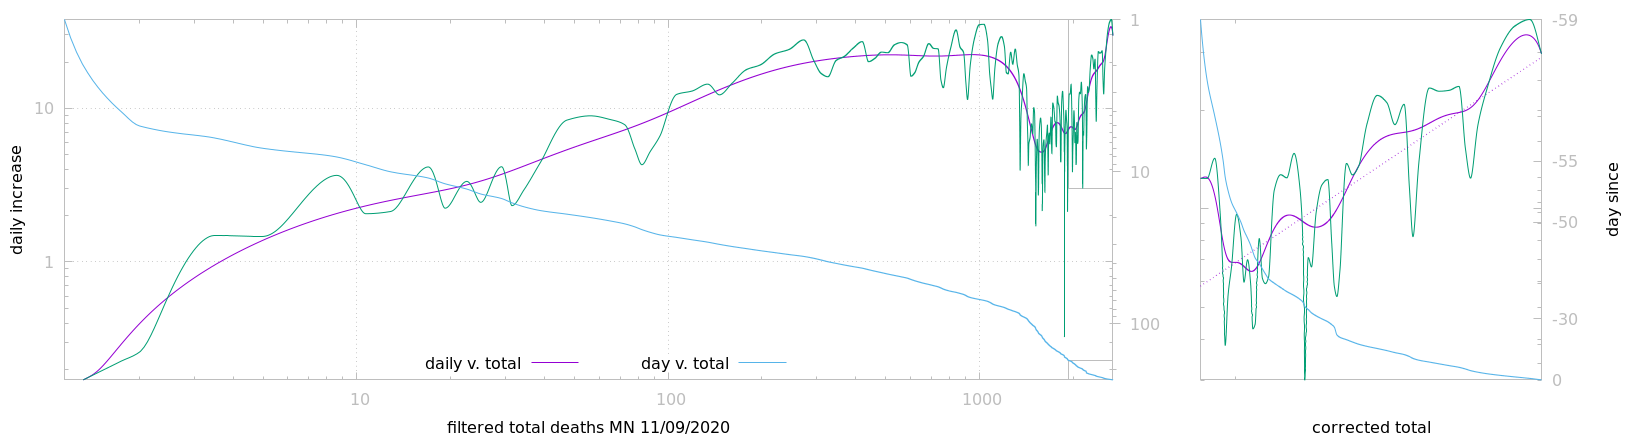 daily increase
10
1
10
100
1000
1
10
100
daily v. total
day v. total
filtered total deaths MN 11/09/2020
-59
-55
-50
-30
0
day since
corrected total